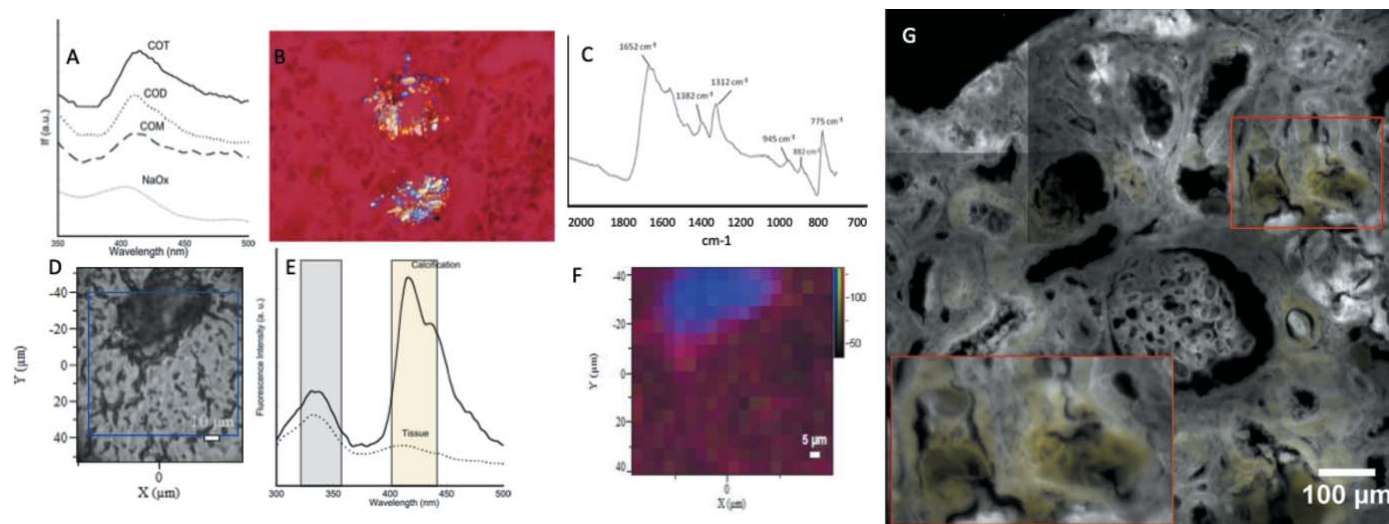 A
COT
COD
COM
NaOx
If (a.u.)
350 400 450 500
Wavelength (nm)
B
C
1652 cm-1
1382 cm-1
1312 cm-1
945 cm-1
882 cm-1
775 cm-1
2000 1800 1600 1400 1200 1000 800 700
cm-1
D
-40
-20
0
20
40
Y (µm)
10 µm
0
X (µm)
E
Calcification
Tissue
Fluorescence Intensity (a. u.)
300 350 400 450 500
Wavelength (nm)
F
-40
-20
0
20
40
Y (µm)
100
50
5 µm
0
X (µm)
G
100 µm